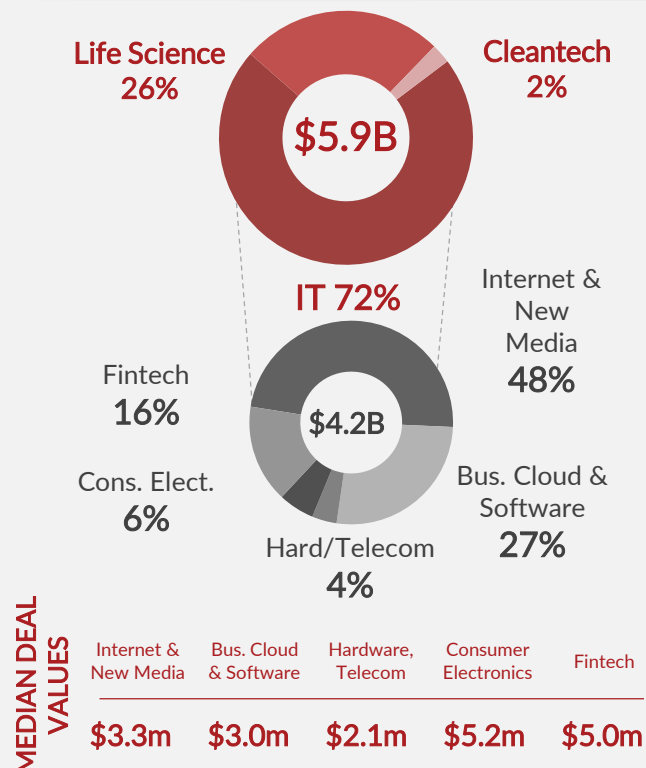 Life Science
26%
Cleantech
2%
$5.9B
IT 72%
Internet &
New
Media
48%
Fintech
16%
$4.2B
Cons. Elect.
6%
Bus. Cloud &
Software
27%
Hard/Telecom
4%
MEDIAN DEAL
VALUES
Internet &
New Media
Bus. Cloud
& Software
Hardware,
Telecom
Consumer
Electronics
Fintech
$3.3m
$3.0m
$2.1m
$5.2m
$5.0m